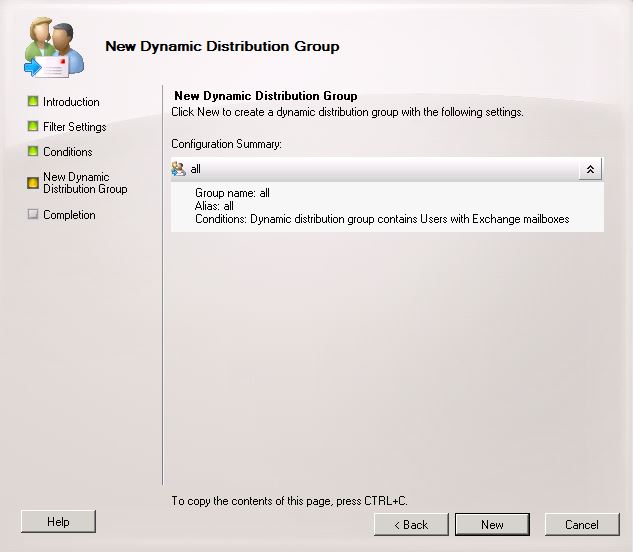 New Dynamic Distribution Group
Introduction
Filter Settings
Conditions
New Dynamic
Distribution Group
Completion
New Dynamic Distribution Group
Click New to create a dynamic distribution group with the following settings.
Configuration Summary:
all
Group name: all
Alias: all
Conditions: Dynamic distribution group contains Users with Exchange mailboxes
To copy the contents of this page, press CTRL+C.
Help
< Back
New
Cancel